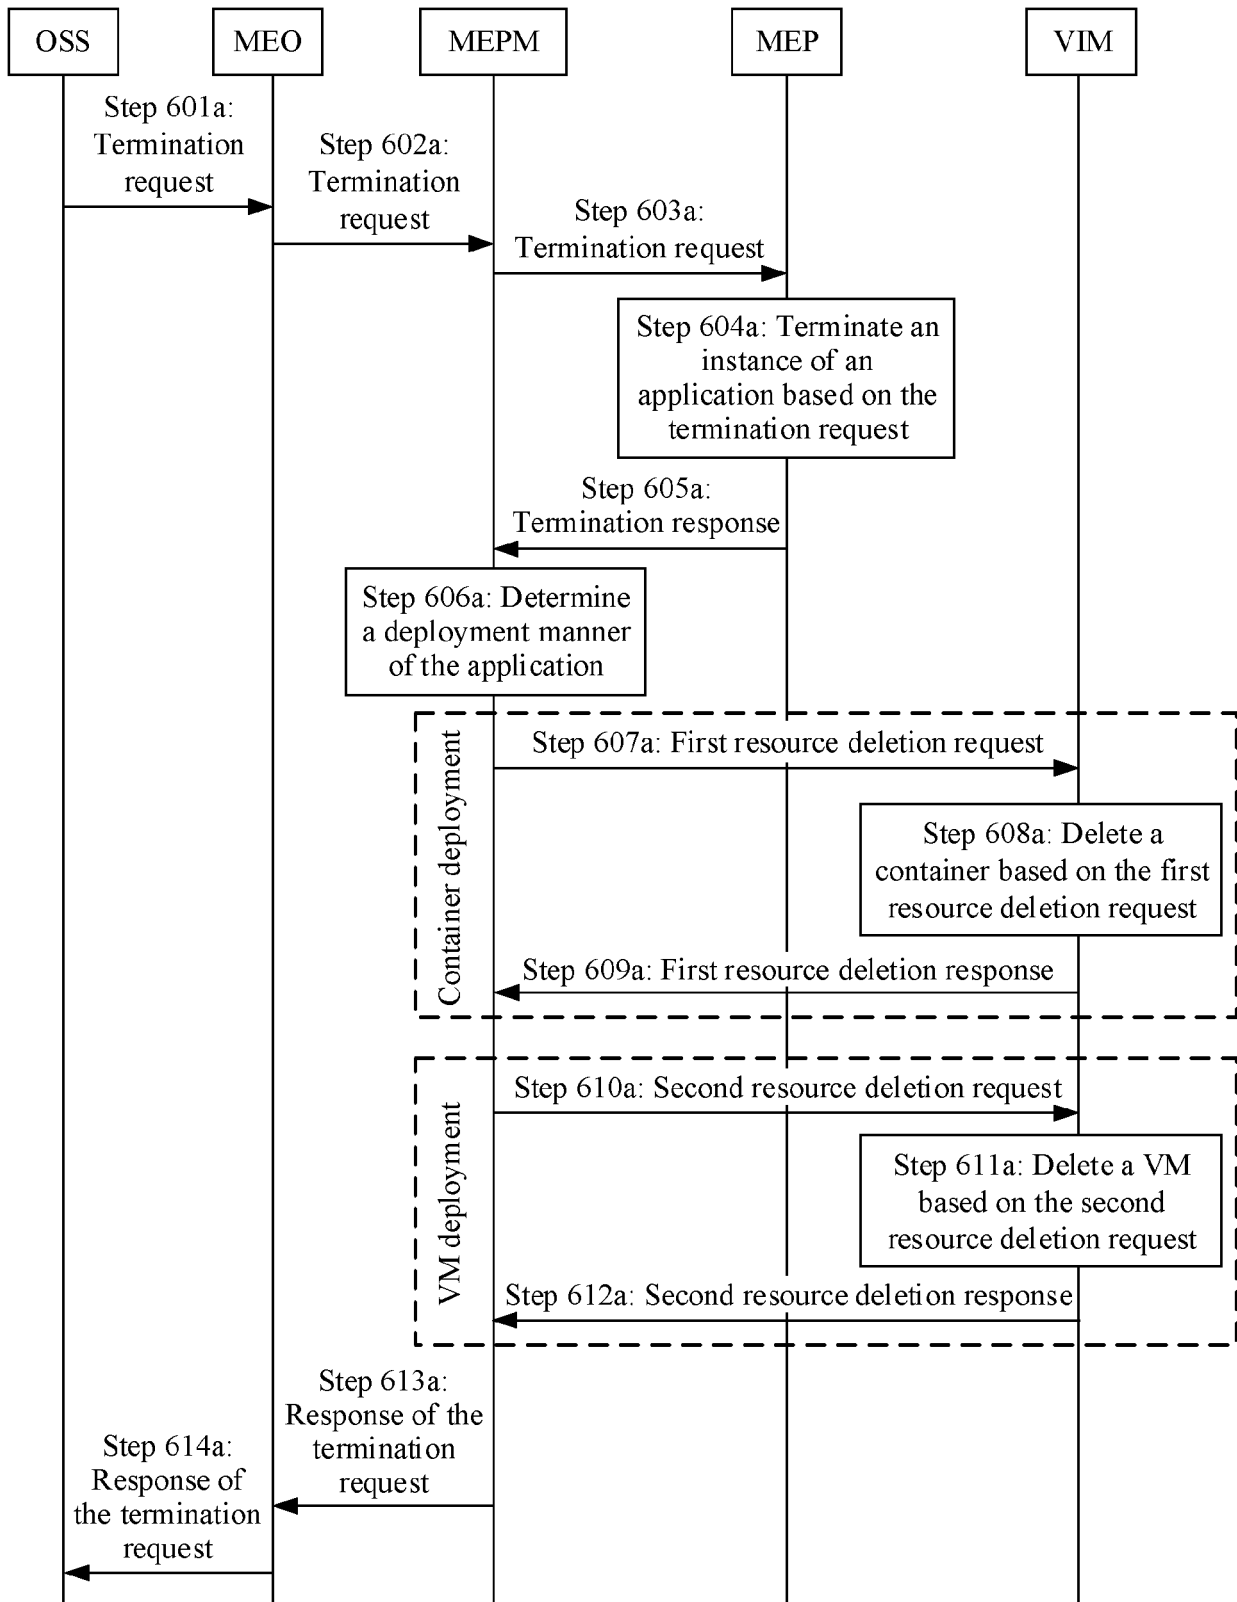 OSS
MEO
MEPM
MEP
VIM
Step 601a:
Termination
request
Step 602a:
Termination
request
Step 603a:
Termination request
Step 604a: Terminate an
instance of an
application based on the
termination request
Step 605a:
Termination response
Step 606a: Determine
a deployment manner
of the application
Container deployment
Step 607a: First resource deletion request
Step 608a: Delete a
container based on the first
resource deletion request
Step 609a: First resource deletion response
VM deployment
Step 610a: Second resource deletion request
Step 611a: Delete a VM
based on the second
resource deletion request
Step 612a: Second resource deletion response
Step 613a:
Response of the
termination
request
Step 614a:
Response of
the termination
request